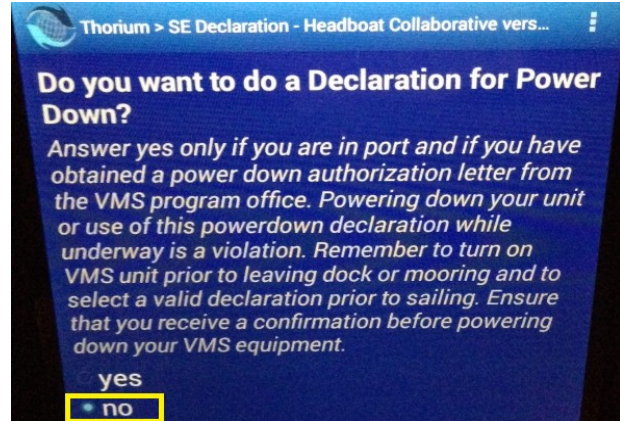 Thorium > SE Declaration - Headboat Collaborative vers...
Do you want to do a Declaration for Power
Down?
Answer yes only if you are in port and if you have
obtained a power down authorization letter from
the VMS program office. Powering down your unit
or use of this powerdown declaration while
underway is a violation. Remember to turn on
VMS unit prior to leaving dock or mooring and to
select a valid declaration prior to sailing. Ensure
that you receive a confirmation before powering
down your VMS equipment.
yes
no